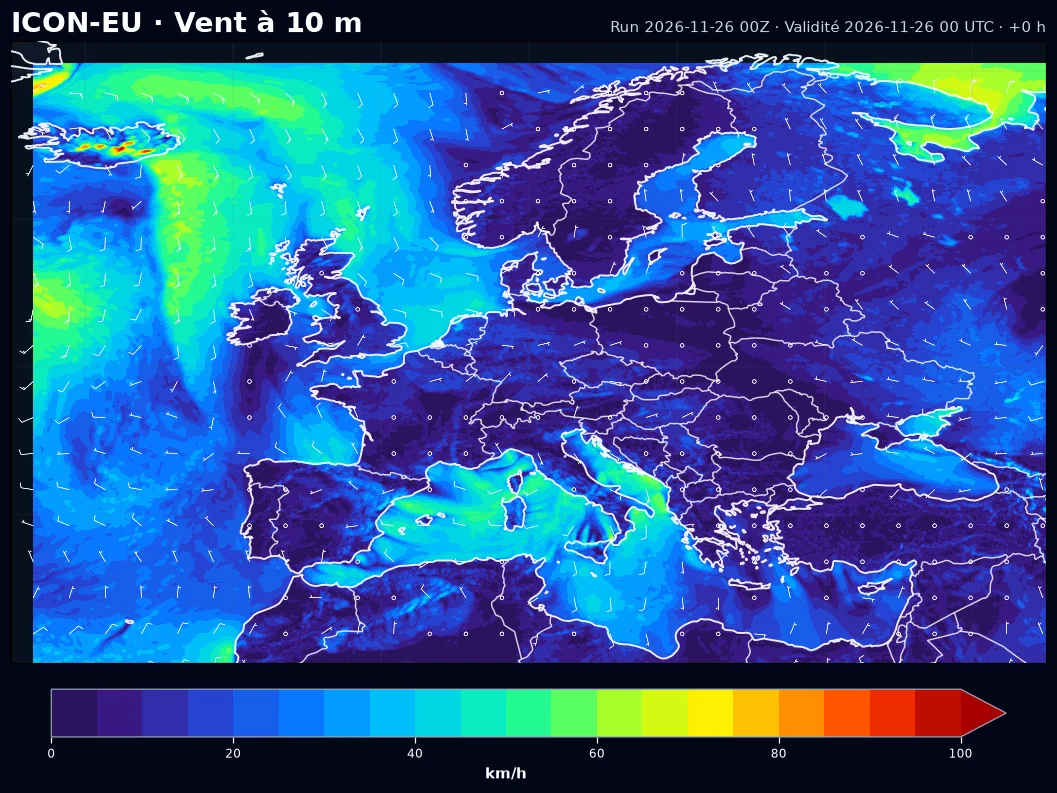 ICON-EU · Vent à 10 m
Run 2026-11-26 00Z · Validité 2026-11-26 00 UTC · +0 h
0 20 40 60 80 100
km/h